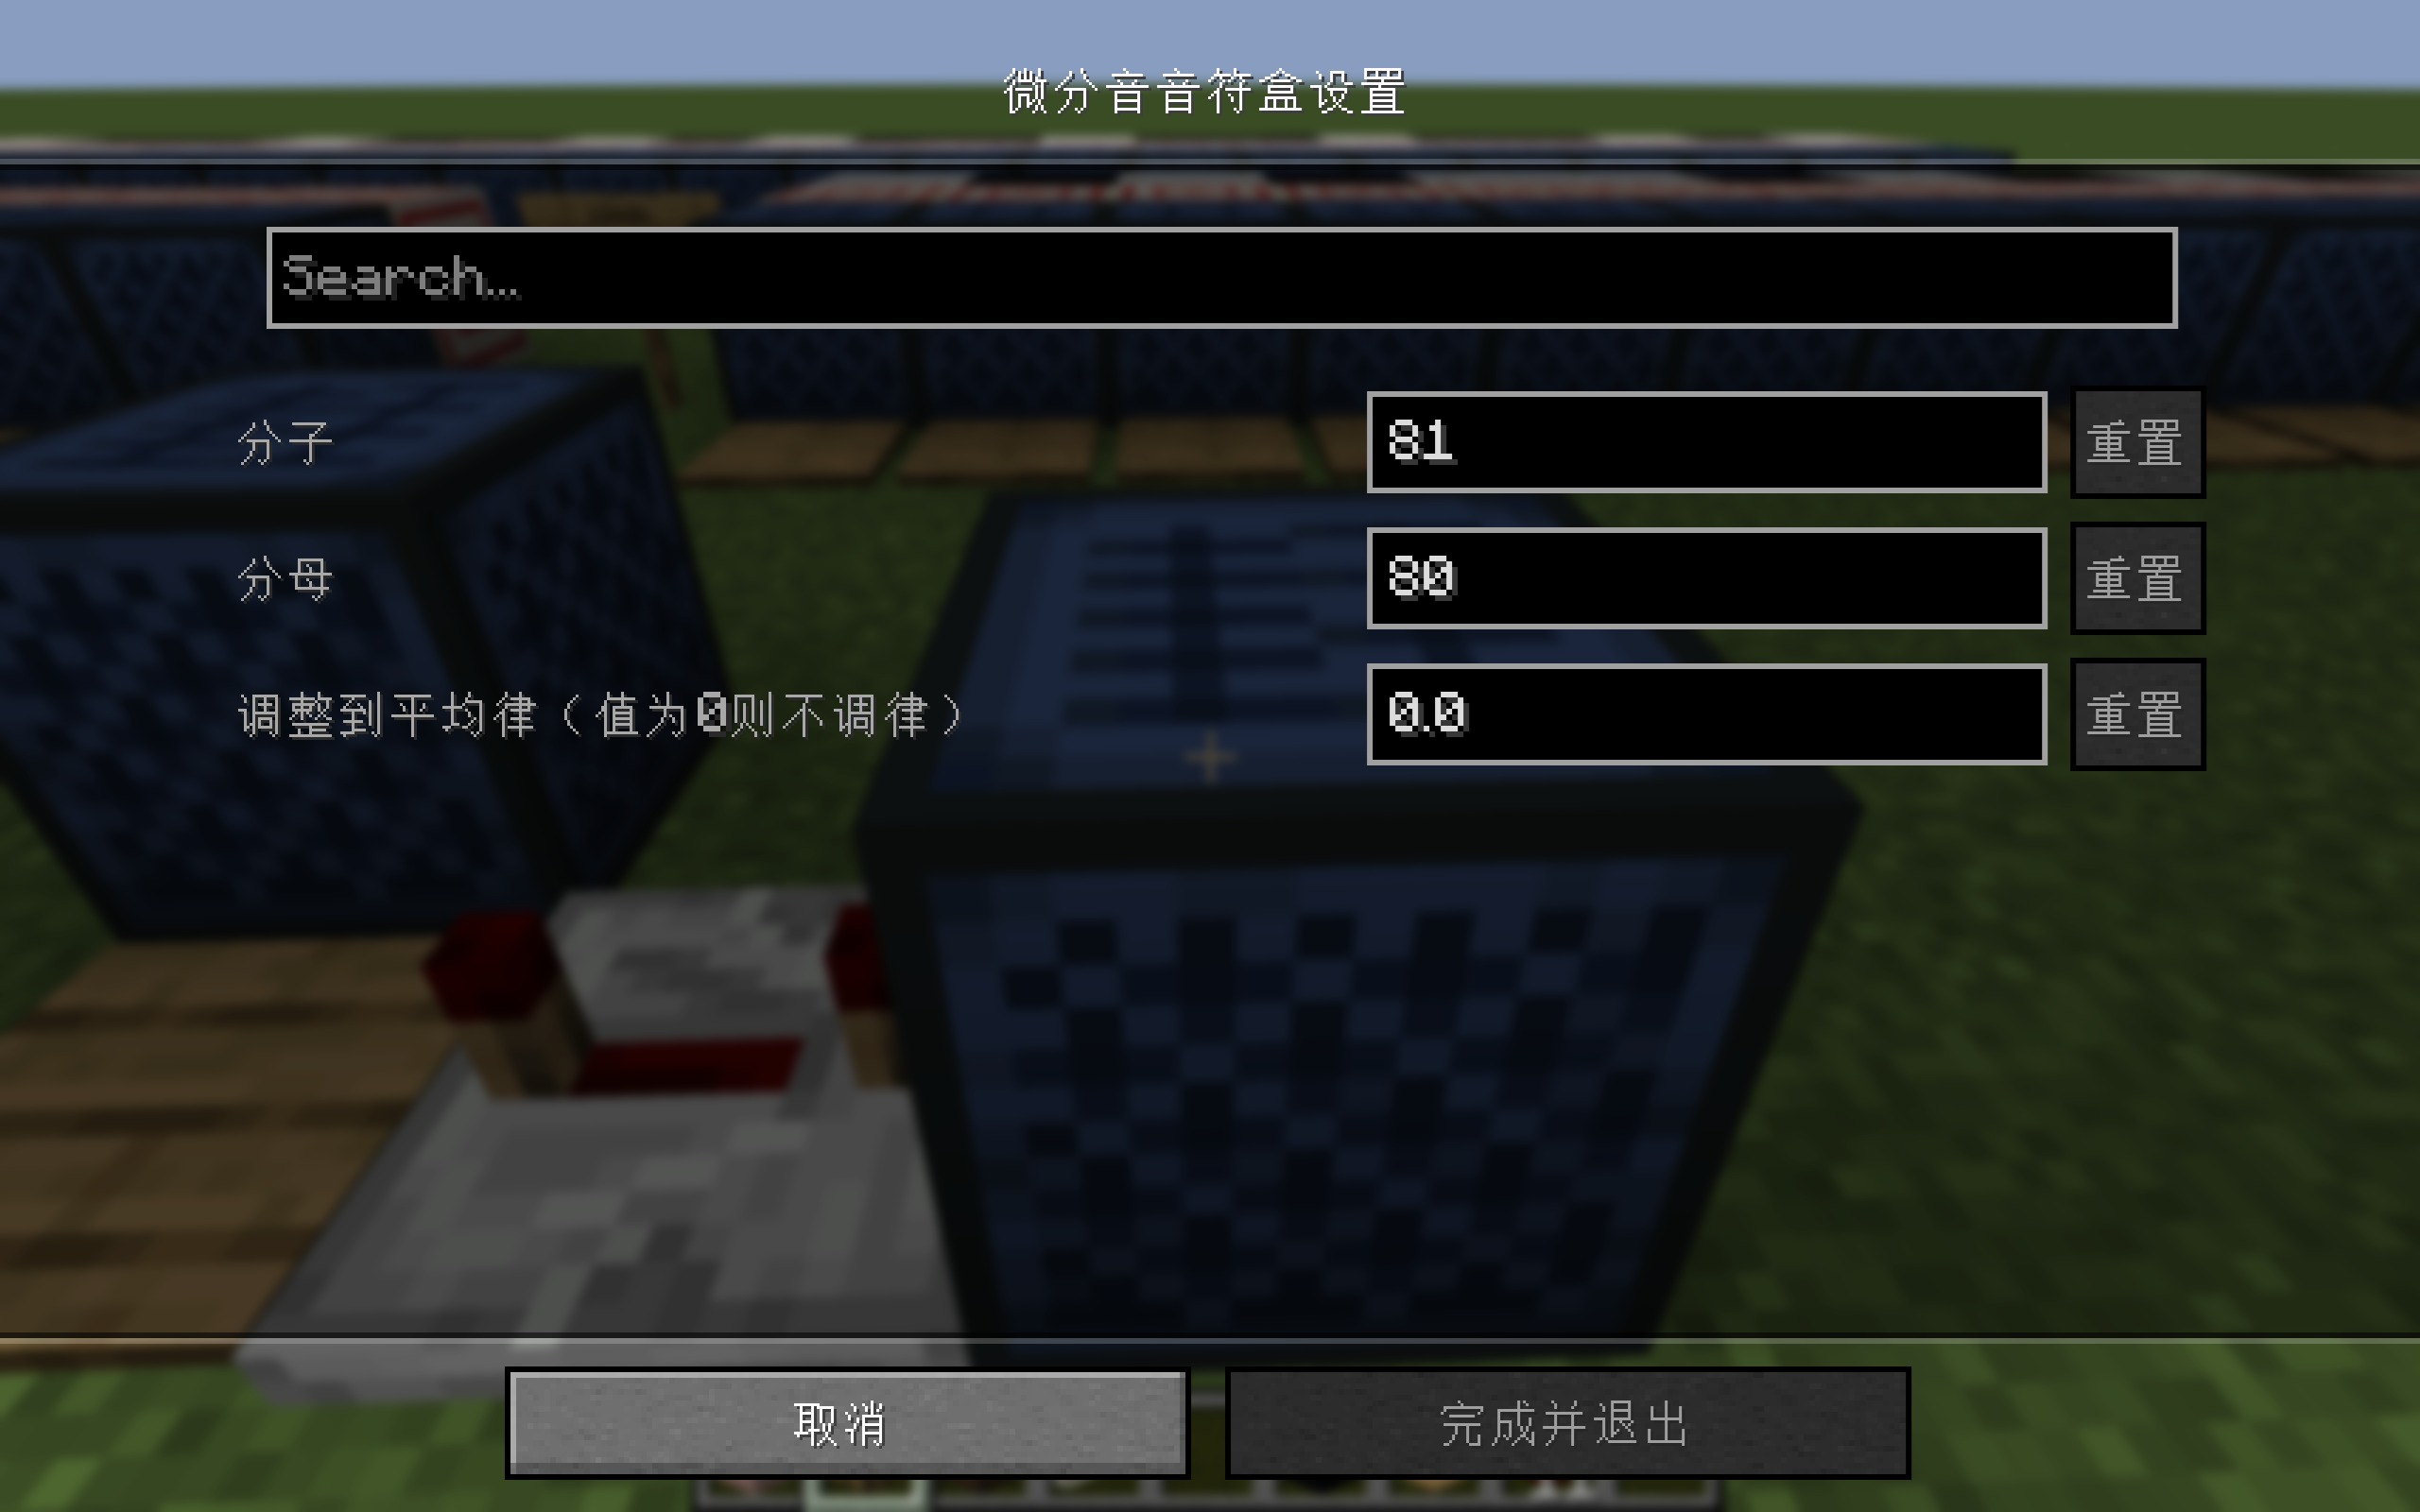 微分音音符盒设置
Search...
分子 81 重置
分母 80 重置
调整到平均律（值为0则不调律） 0.0 重置
取消 完成并退出